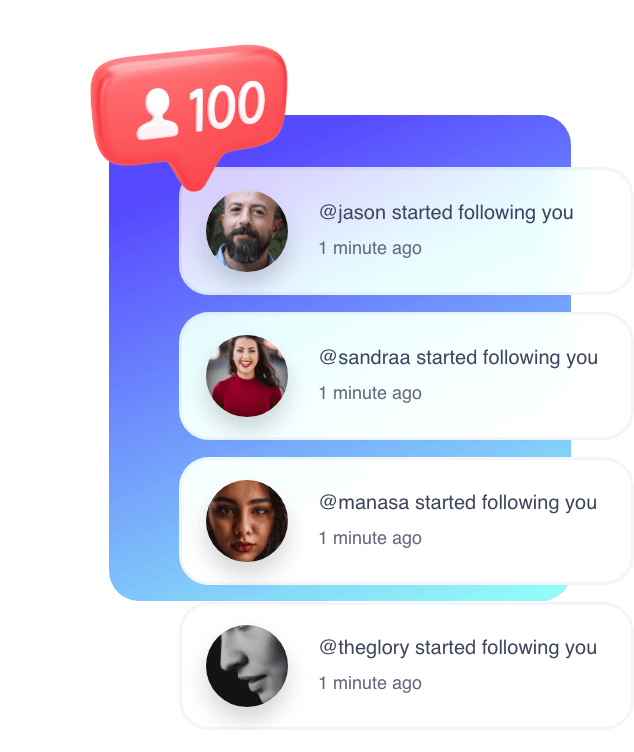 100
@jason started following you
1 minute ago
@sandraa started following you
1 minute ago
@manasa started following you
1 minute ago
@theglory started following you
1 minute ago